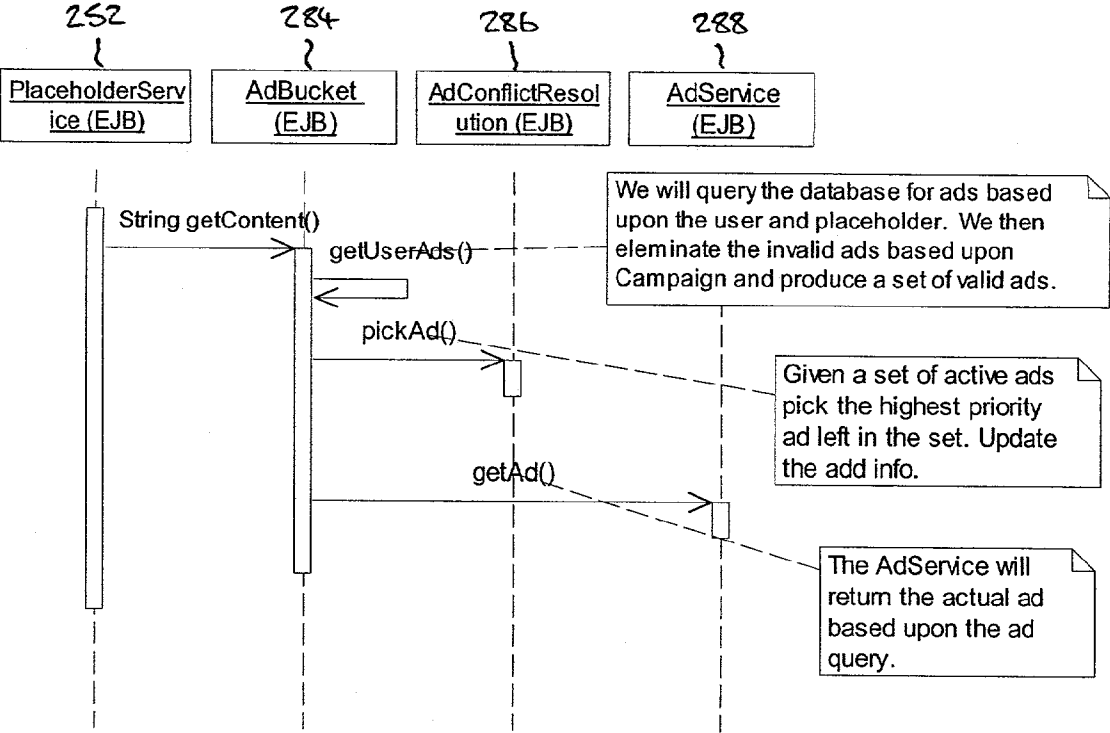 252
284
286
288
PlaceholderServ
ice (EJB)
AdBucket
(EJB)
AdConflictResol
ution (EJB)
AdService
(EJB)
String getContent()
getUserAds()
We will query the database for ads based
upon the user and placeholder. We then
eleminate the invalid ads based upon
Campaign and produce a set of valid ads.
pickAd()
Given a set of active ads
pick the highest priority
ad left in the set. Update
the add info.
getAd()
The AdService will
return the actual ad
based upon the ad
query.